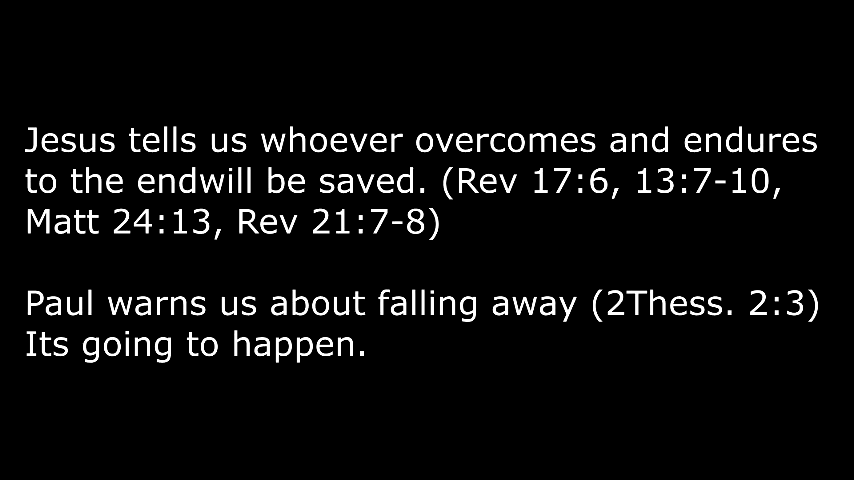 Jesus tells us whoever overcomes and endures
to the endwill be saved. (Rev 17:6, 13:7-10,
Matt 24:13, Rev 21:7-8)
Paul warns us about falling away (2Thess. 2:3)
Its going to happen.